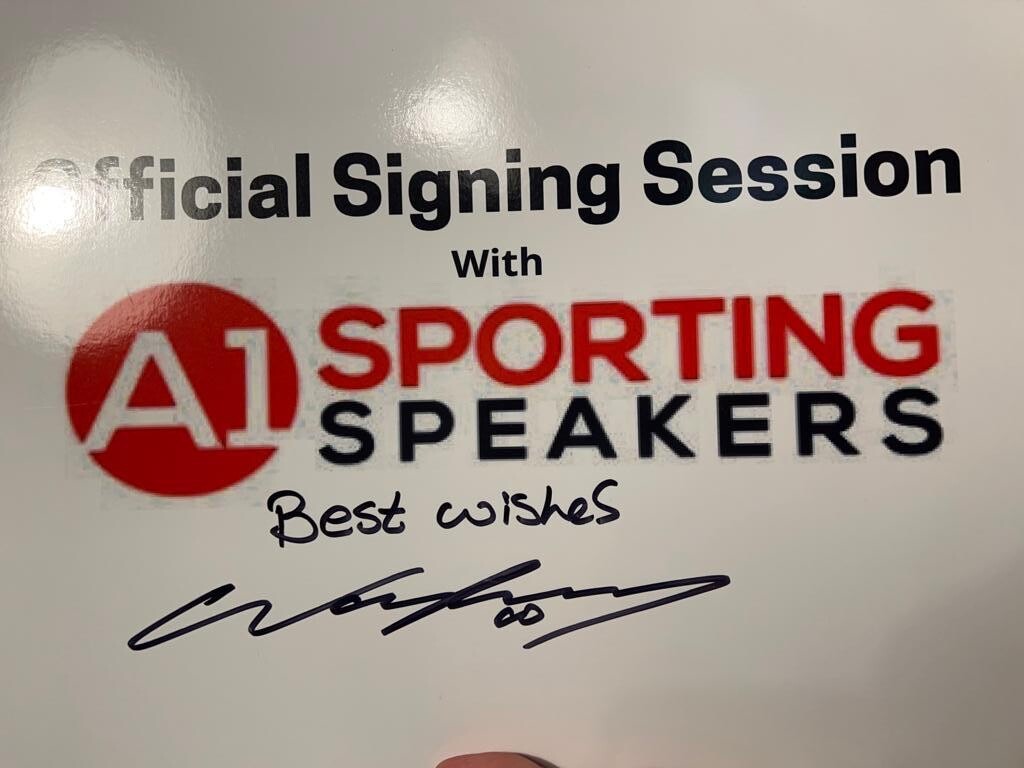 Official Signing Session
With
A1 SPORTING
SPEAKERS
Best wishes